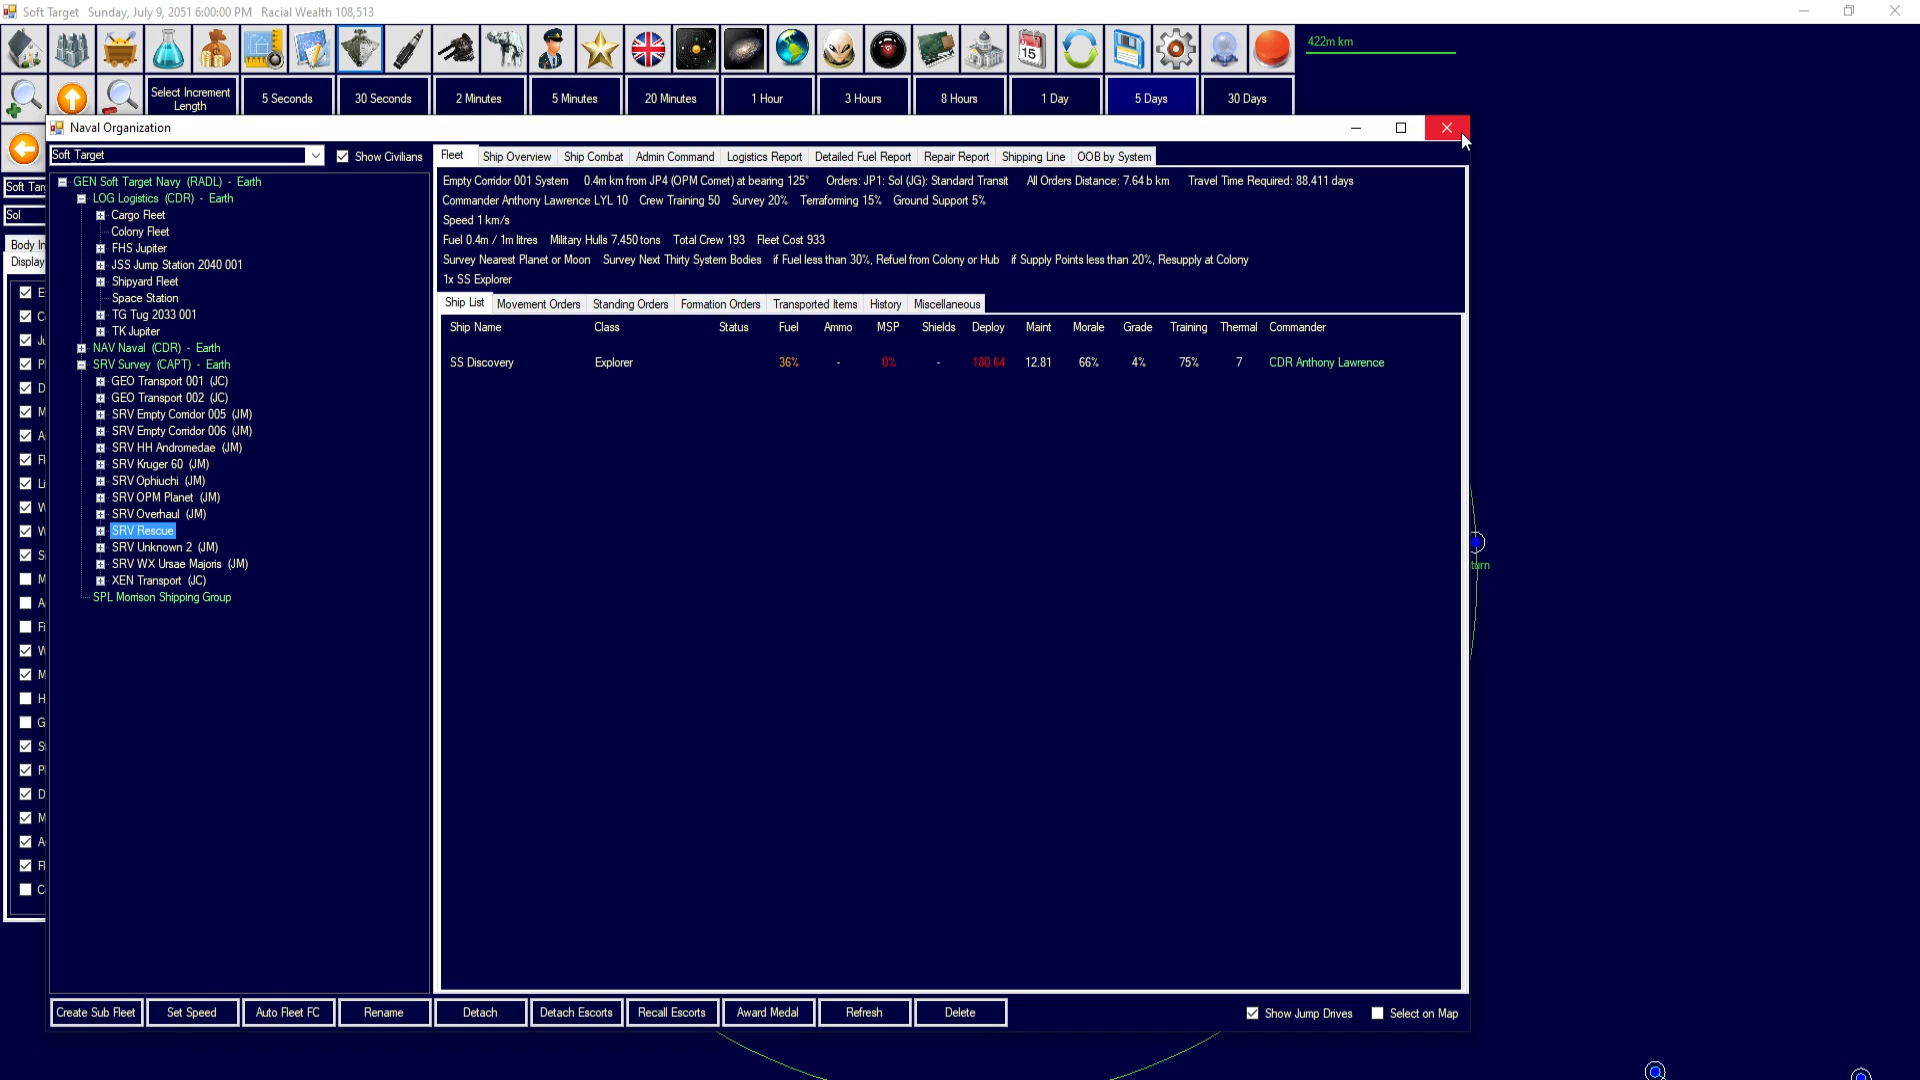 Soft Target Sunday, July 9, 2051 6:00:00 PM Racial Wealth 108,513
15
422m km
Select Increment Length
5 Seconds
30 Seconds
2 Minutes
5 Minutes
20 Minutes
1 Hour
3 Hours
8 Hours
1 Day
5 Days
30 Days
Naval Organization
Soft Target
Show Civilians
Fleet
Ship Overview
Ship Combat
Admin Command
Logistics Report
Detailed Fuel Report
Repair Report
Shipping Line
OOB by System
Soft Tar
Sol
Body In
Display
GEN Soft Target Navy (RADL) - Earth
LOG Logistics (CDR) - Earth
Cargo Fleet
Colony Fleet
FHS Jupiter
JSS Jump Station 2040 001
Shipyard Fleet
Space Station
TG Tug 2033 001
TK Jupiter
NAV Naval (CDR) - Earth
SRV Survey (CAPT) - Earth
GEO Transport 001 (JC)
GEO Transport 002 (JC)
SRV Empty Corridor 005 (JM)
SRV Empty Corridor 006 (JM)
SRV HH Andromedae (JM)
SRV Kruger 60 (JM)
SRV Ophiuchi (JM)
SRV OPM Planet (JM)
SRV Overhaul (JM)
SRV Rescue
SRV Unknown 2 (JM)
SRV WX Ursae Majoris (JM)
XEN Transport (JC)
SPL Morrison Shipping Group
Empty Corridor 001 System 0.4m km from JP4 (OPM Comet) at bearing 125° Orders: JP1: Sol (JG): Standard Transit All Orders Distance: 7.64 b km Travel Time Required: 88,411 days
Commander Anthony Lawrence LYL 10 Crew Training 50 Survey 20% Terraforming 15% Ground Support 5%
Speed 1 km/s
Fuel 0.4m / 1m litres Military Hulls 7,450 tons Total Crew 193 Fleet Cost 933
Survey Nearest Planet or Moon Survey Next Thirty System Bodies if Fuel less than 30%, Refuel from Colony or Hub if Supply Points less than 20%, Resupply at Colony
1x SS Explorer
Ship List
Movement Orders
Standing Orders
Formation Orders
Transported Items
History
Miscellaneous
Ship Name Class Status Fuel Ammo MSP Shields Deploy Maint Morale Grade Training Thermal Commander
SS Discovery Explorer 36% - 0% - 180.64 12.81 66% 4% 75% 7 CDR Anthony Lawrence
turn
Create Sub Fleet
Set Speed
Auto Fleet FC
Rename
Detach
Detach Escorts
Recall Escorts
Award Medal
Refresh
Delete
Show Jump Drives
Select on Map